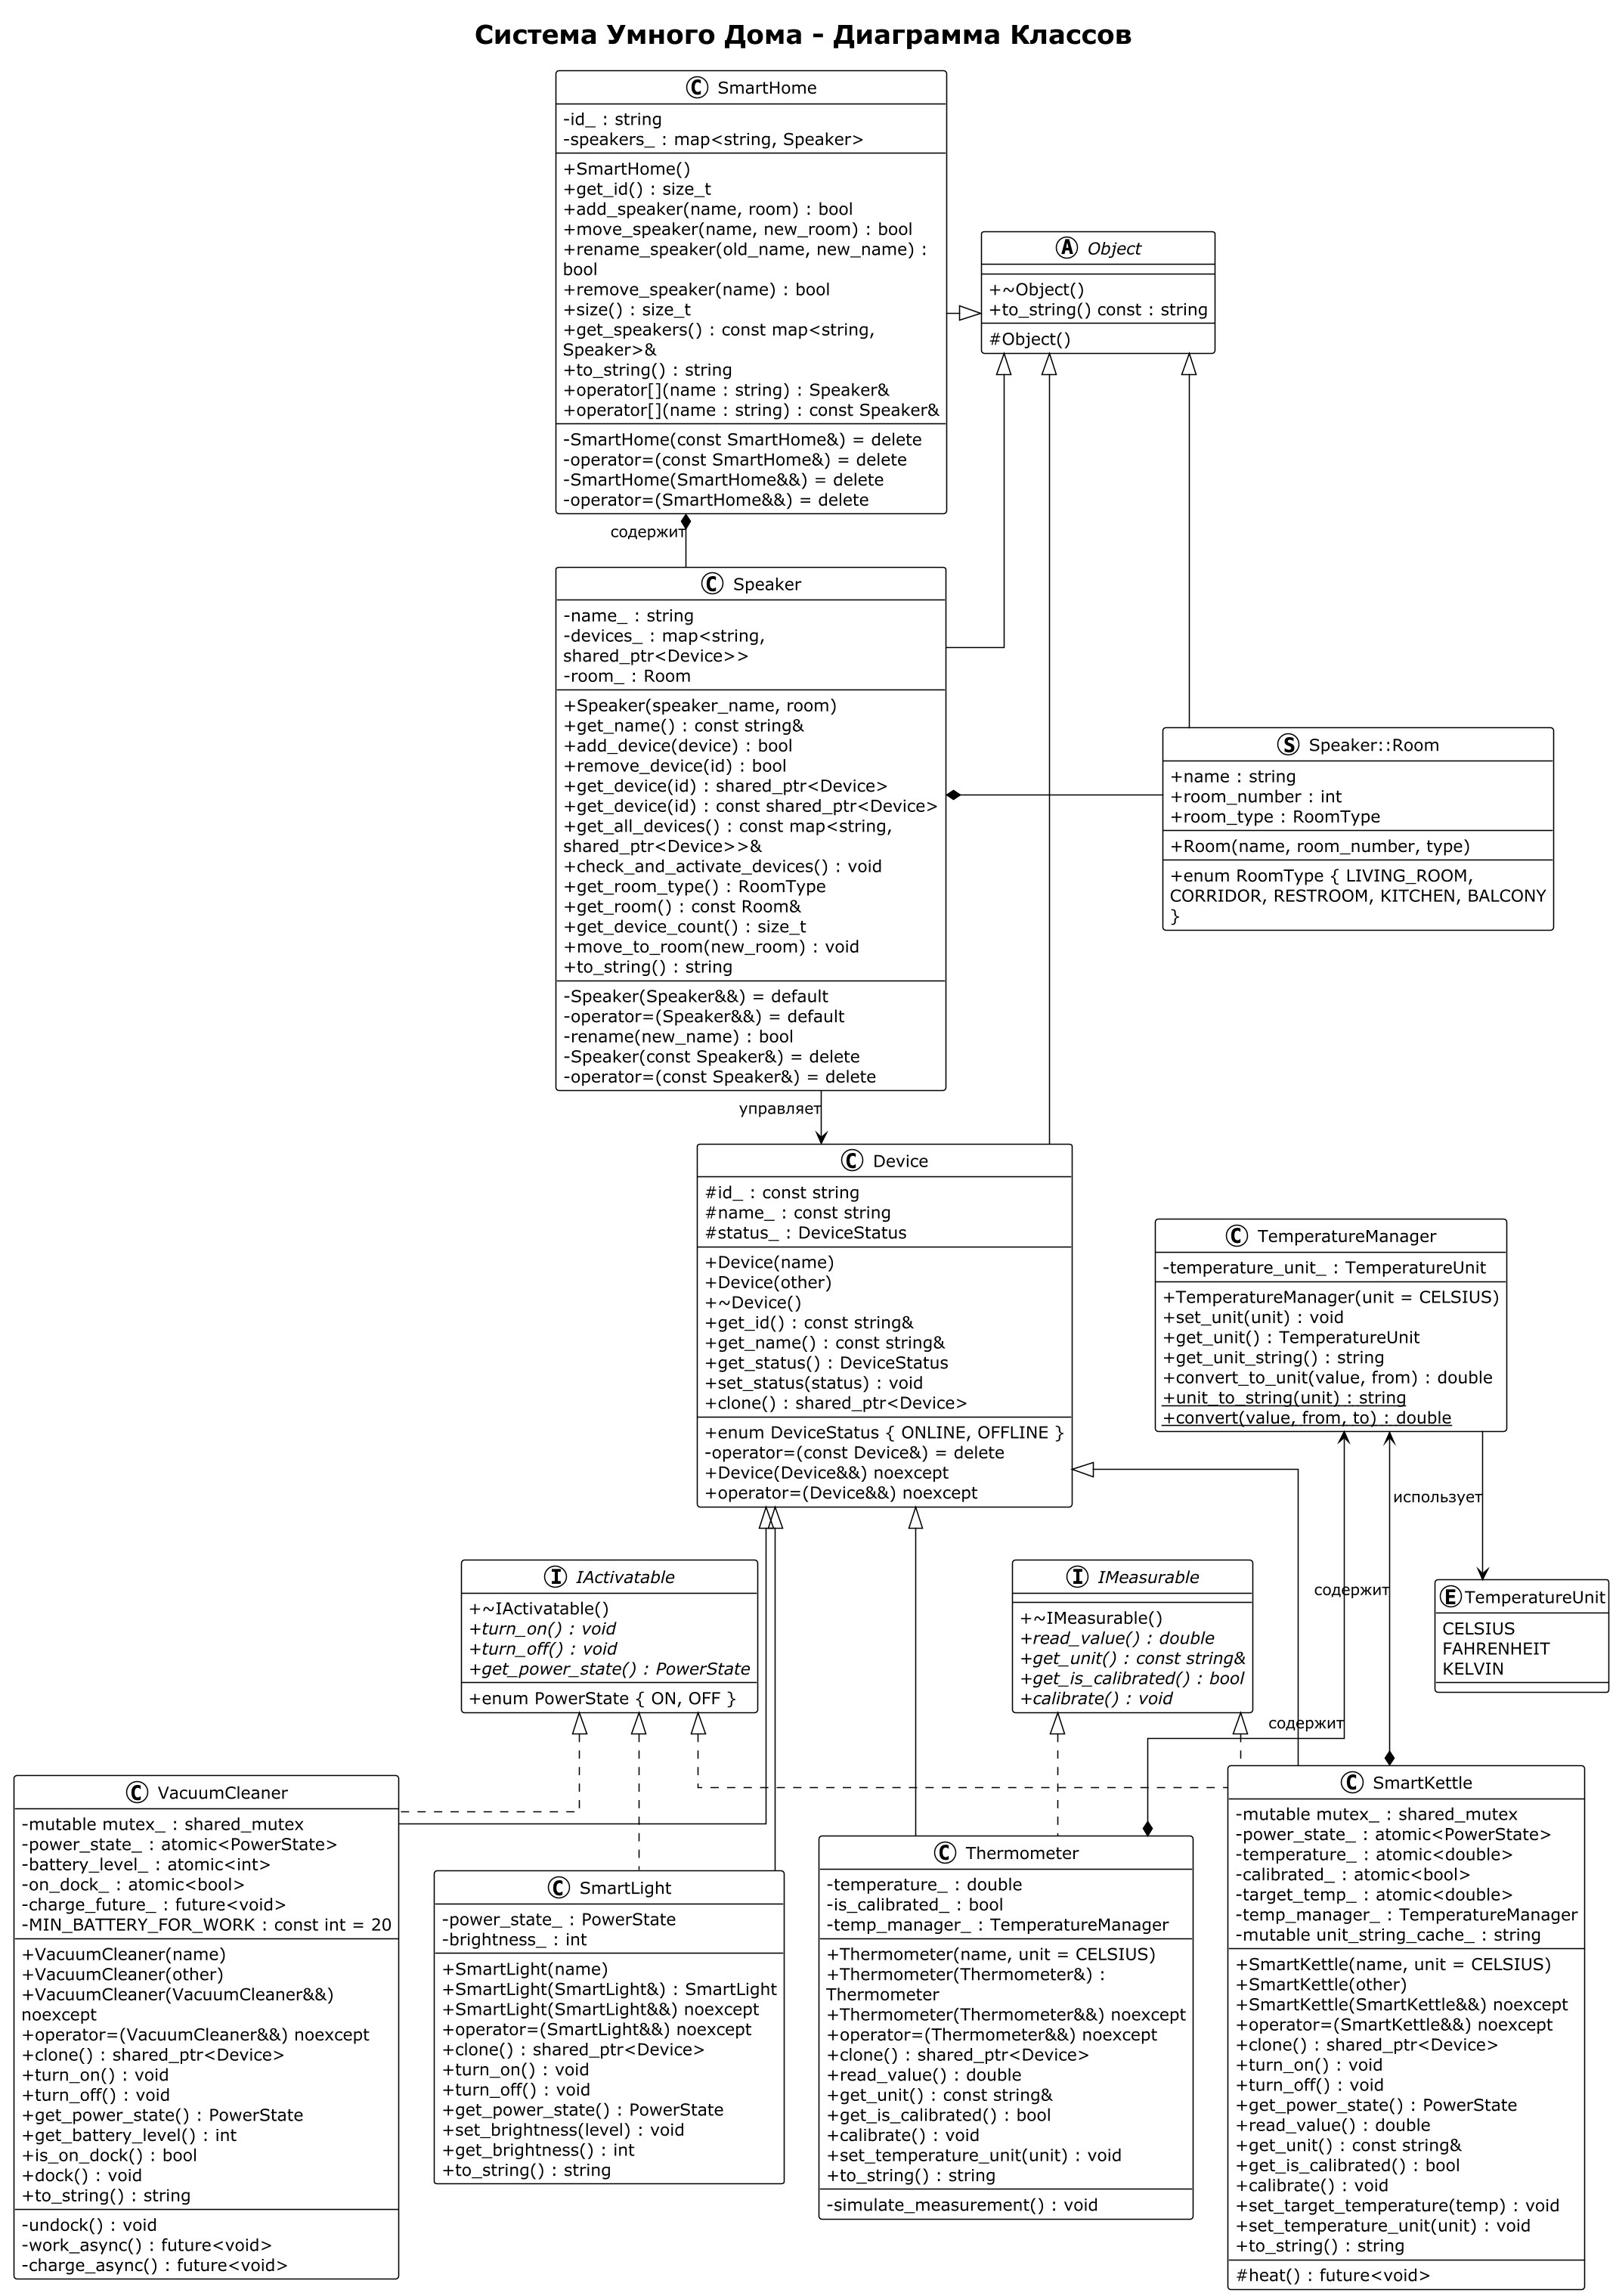 Система Умного Дома - Диаграмма Классов
C SmartHome
-id_ : string
-speakers_ : map<string, Speaker>
+SmartHome()
+get_id() : size_t
+add_speaker(name, room) : bool
+move_speaker(name, new_room) : bool
+rename_speaker(old_name, new_name) :
bool
+remove_speaker(name) : bool
+size() : size_t
+get_speakers() : const map<string,
Speaker>&
+to_string() : string
+operator[](name : string) : Speaker&
+operator[](name : string) : const Speaker&
-SmartHome(const SmartHome&) = delete
-operator=(const SmartHome&) = delete
-SmartHome(SmartHome&&) = delete
-operator=(SmartHome&&) = delete
A Object
+~Object()
+to_string() const : string
#Object()
содержит
C Speaker
-name_ : string
-devices_ : map<string,
shared_ptr<Device>>
-room_ : Room
+Speaker(speaker_name, room)
+get_name() : const string&
+add_device(device) : bool
+remove_device(id) : bool
+get_device(id) : shared_ptr<Device>
+get_device(id) : const shared_ptr<Device>
+get_all_devices() : const map<string,
shared_ptr<Device>>&
+check_and_activate_devices() : void
+get_room_type() : RoomType
+get_room() : const Room&
+get_device_count() : size_t
+move_to_room(new_room) : void
+to_string() : string
-Speaker(Speaker&&) = default
-operator=(Speaker&&) = default
-rename(new_name) : bool
-Speaker(const Speaker&) = delete
-operator=(const Speaker&) = delete
S Speaker::Room
+name : string
+room_number : int
+room_type : RoomType
+Room(name, room_number, type)
+enum RoomType { LIVING_ROOM,
CORRIDOR, RESTROOM, KITCHEN, BALCONY
}
управляет
C Device
#id_ : const string
#name_ : const string
#status_ : DeviceStatus
+Device(name)
+Device(other)
+~Device()
+get_id() : const string&
+get_name() : const string&
+get_status() : DeviceStatus
+set_status(status) : void
+clone() : shared_ptr<Device>
+enum DeviceStatus { ONLINE, OFFLINE }
-operator=(const Device&) = delete
+Device(Device&&) noexcept
+operator=(Device&&) noexcept
C TemperatureManager
-temperature_unit_ : TemperatureUnit
+TemperatureManager(unit = CELSIUS)
+set_unit(unit) : void
+get_unit() : TemperatureUnit
+get_unit_string() : string
+convert_to_unit(value, from) : double
+unit_to_string(unit) : string
+convert(value, from, to) : double
использует
содержит
содержит
I IActivatable
+~IActivatable()
+turn_on() : void
+turn_off() : void
+get_power_state() : PowerState
+enum PowerState { ON, OFF }
I IMeasurable
+~IMeasurable()
+read_value() : double
+get_unit() : const string&
+get_is_calibrated() : bool
+calibrate() : void
E TemperatureUnit
CELSIUS
FAHRENHEIT
KELVIN
C VacuumCleaner
-mutable mutex_ : shared_mutex
-power_state_ : atomic<PowerState>
-battery_level_ : atomic<int>
-on_dock_ : atomic<bool>
-charge_future_ : future<void>
-MIN_BATTERY_FOR_WORK : const int = 20
+VacuumCleaner(name)
+VacuumCleaner(other)
+VacuumCleaner(VacuumCleaner&&)
noexcept
+operator=(VacuumCleaner&&) noexcept
+clone() : shared_ptr<Device>
+turn_on() : void
+turn_off() : void
+get_power_state() : PowerState
+get_battery_level() : int
+is_on_dock() : bool
+dock() : void
+to_string() : string
-undock() : void
-work_async() : future<void>
-charge_async() : future<void>
C SmartLight
-power_state_ : PowerState
-brightness_ : int
+SmartLight(name)
+SmartLight(SmartLight&) : SmartLight
+SmartLight(SmartLight&&) noexcept
+operator=(SmartLight&&) noexcept
+clone() : shared_ptr<Device>
+turn_on() : void
+turn_off() : void
+get_power_state() : PowerState
+set_brightness(level) : void
+get_brightness() : int
+to_string() : string
C Thermometer
-temperature_ : double
-is_calibrated_ : bool
-temp_manager_ : TemperatureManager
+Thermometer(name, unit = CELSIUS)
+Thermometer(Thermometer&) :
Thermometer
+Thermometer(Thermometer&&) noexcept
+operator=(Thermometer&&) noexcept
+clone() : shared_ptr<Device>
+read_value() : double
+get_unit() : const string&
+get_is_calibrated() : bool
+calibrate() : void
+set_temperature_unit(unit) : void
+to_string() : string
-simulate_measurement() : void
C SmartKettle
-mutable mutex_ : shared_mutex
-power_state_ : atomic<PowerState>
-temperature_ : atomic<double>
-calibrated_ : atomic<bool>
-target_temp_ : atomic<double>
-temp_manager_ : TemperatureManager
-mutable unit_string_cache_ : string
+SmartKettle(name, unit = CELSIUS)
+SmartKettle(other)
+SmartKettle(SmartKettle&&) noexcept
+operator=(SmartKettle&&) noexcept
+clone() : shared_ptr<Device>
+turn_on() : void
+turn_off() : void
+get_power_state() : PowerState
+read_value() : double
+get_unit() : const string&
+get_is_calibrated() : bool
+calibrate() : void
+set_target_temperature(temp) : void
+set_temperature_unit(unit) : void
+to_string() : string
#heat() : future<void>